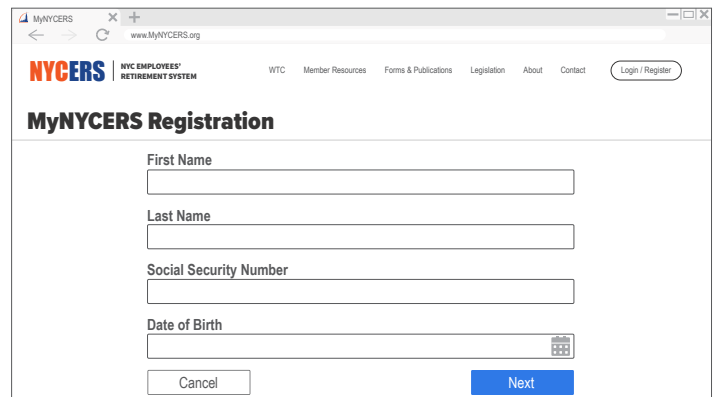 MyNYCERS
www.MyNYCERS.org
NYCERS NYC EMPLOYEES'
RETIREMENT SYSTEM
WTC Member Resources Forms & Publications Legislation About Contact Login / Register
MyNYCERS Registration
First Name
Last Name
Social Security Number
Date of Birth
Cancel Next